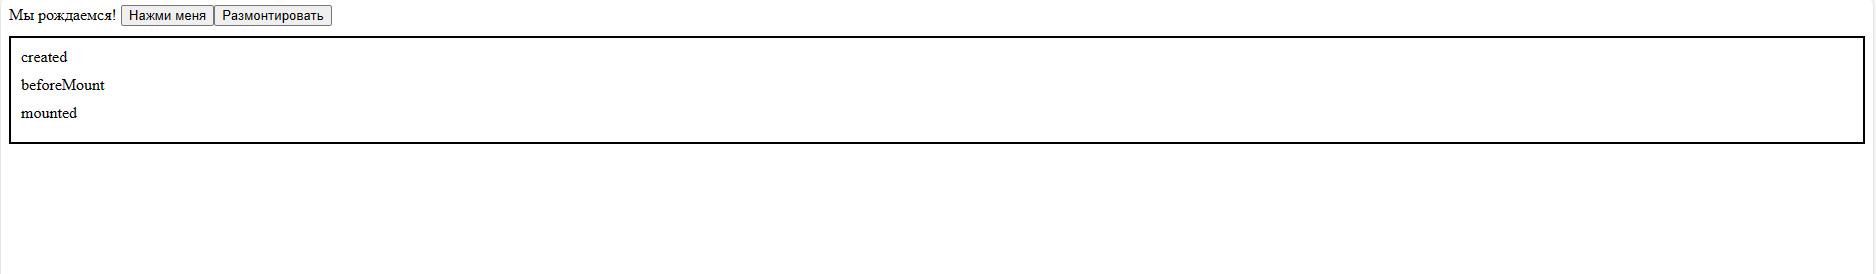 Мы рождаемся! Нажми меня Размонтировать
created
beforeMount
mounted